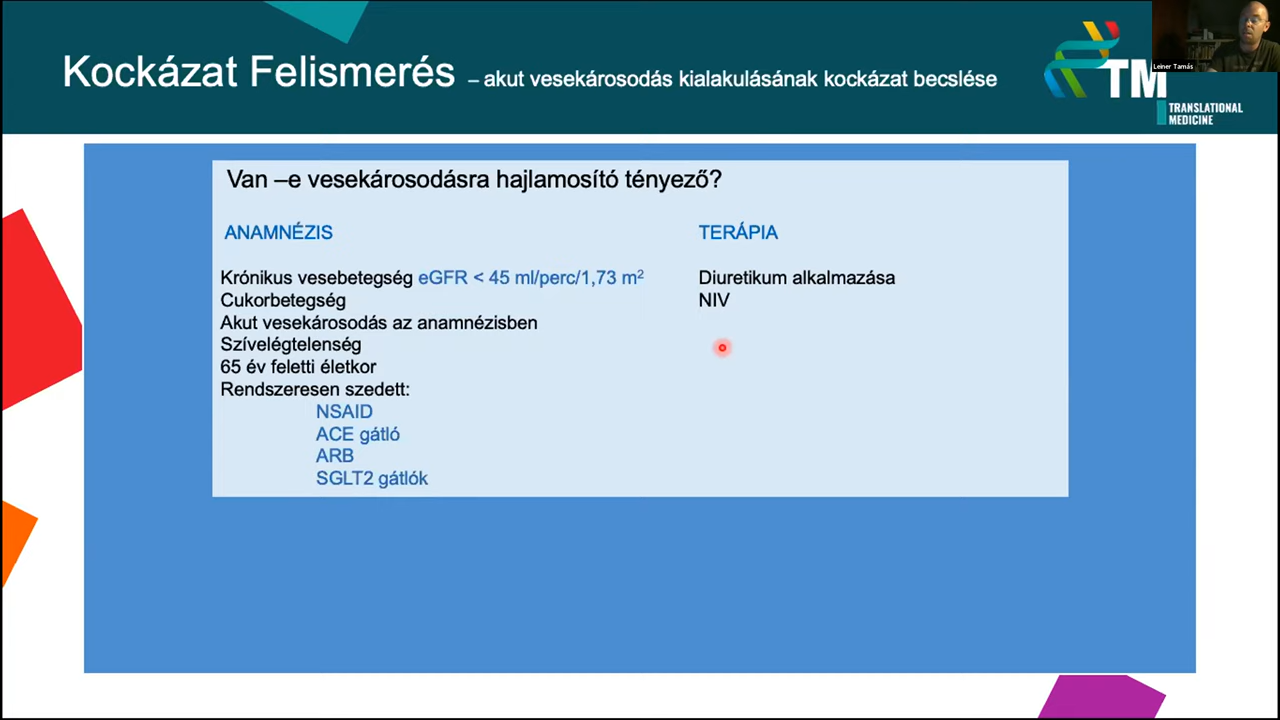 Kockázat Felismerés – akut vesekárosodás kialakulásának kockázat becslése
TM
TRANSLATIONAL
MEDICINE
Leiner Tamás
Van –e vesekárosodásra hajlamosító tényező?
ANAMNÉZIS
Krónikus vesebetegség eGFR < 45 ml/perc/1,73 m²
Cukorbetegség
Akut vesekárosodás az anamnézisben
Szívelégtelenség
65 év feletti életkor
Rendszeresen szedett:
NSAID
ACE gátló
ARB
SGLT2 gátlók
TERÁPIA
Diuretikum alkalmazása
NIV